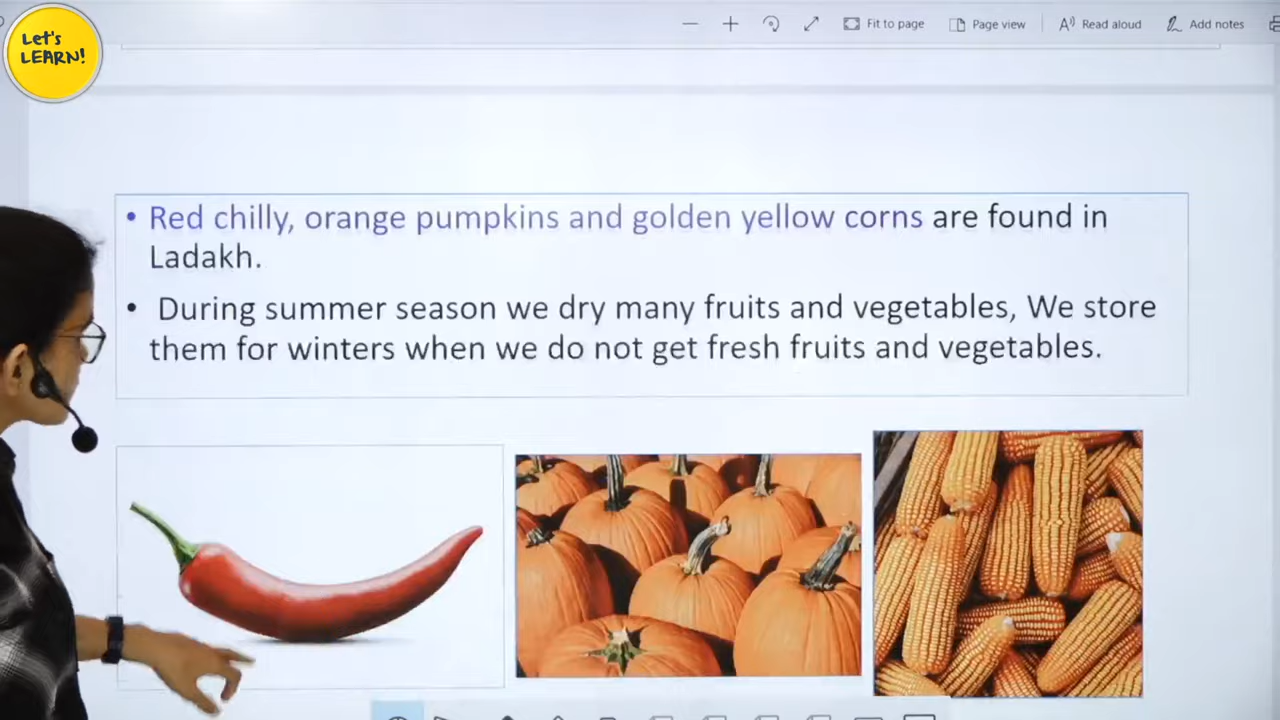 Let's
LEARN!
Fit to page
Page view
Read aloud
Add notes
• Red chilly, orange pumpkins and golden yellow corns are found in
Ladakh.
• During summer season we dry many fruits and vegetables, We store
them for winters when we do not get fresh fruits and vegetables.